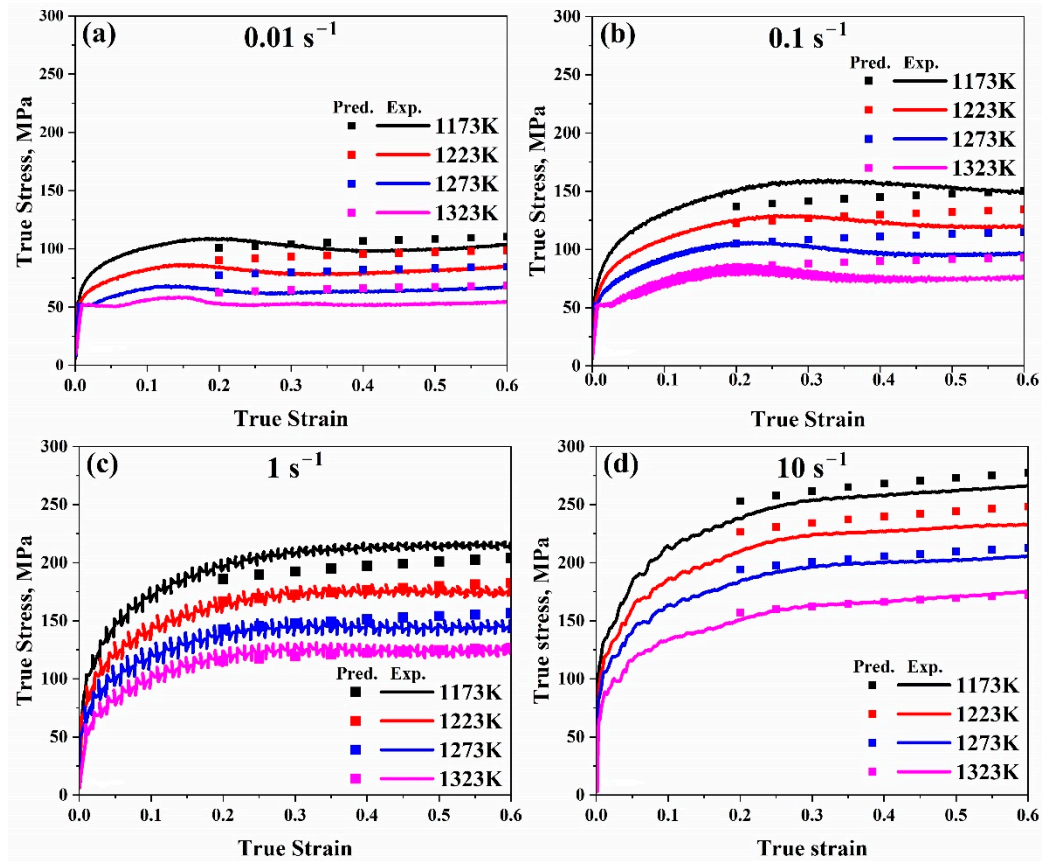 (a)
0.01 s⁻¹
300
250
200
150
100
50
0
True Stress, MPa
Pred. Exp.
1173K
1223K
1273K
1323K
0.0 0.1 0.2 0.3 0.4 0.5 0.6
True Strain
(b)
0.1 s⁻¹
300
250
200
150
100
50
0
True Stress, MPa
Pred. Exp.
1173K
1223K
1273K
1323K
0.0 0.1 0.2 0.3 0.4 0.5 0.6
True Strain
(c)
1 s⁻¹
300
250
200
150
100
50
0
True Stress, MPa
Pred. Exp.
1173K
1223K
1273K
1323K
0.0 0.1 0.2 0.3 0.4 0.5 0.6
True Strain
(d)
10 s⁻¹
300
250
200
150
100
50
0
True stress, MPa
Pred. Exp.
1173K
1223K
1273K
1323K
0.0 0.1 0.2 0.3 0.4 0.5 0.6
True strain